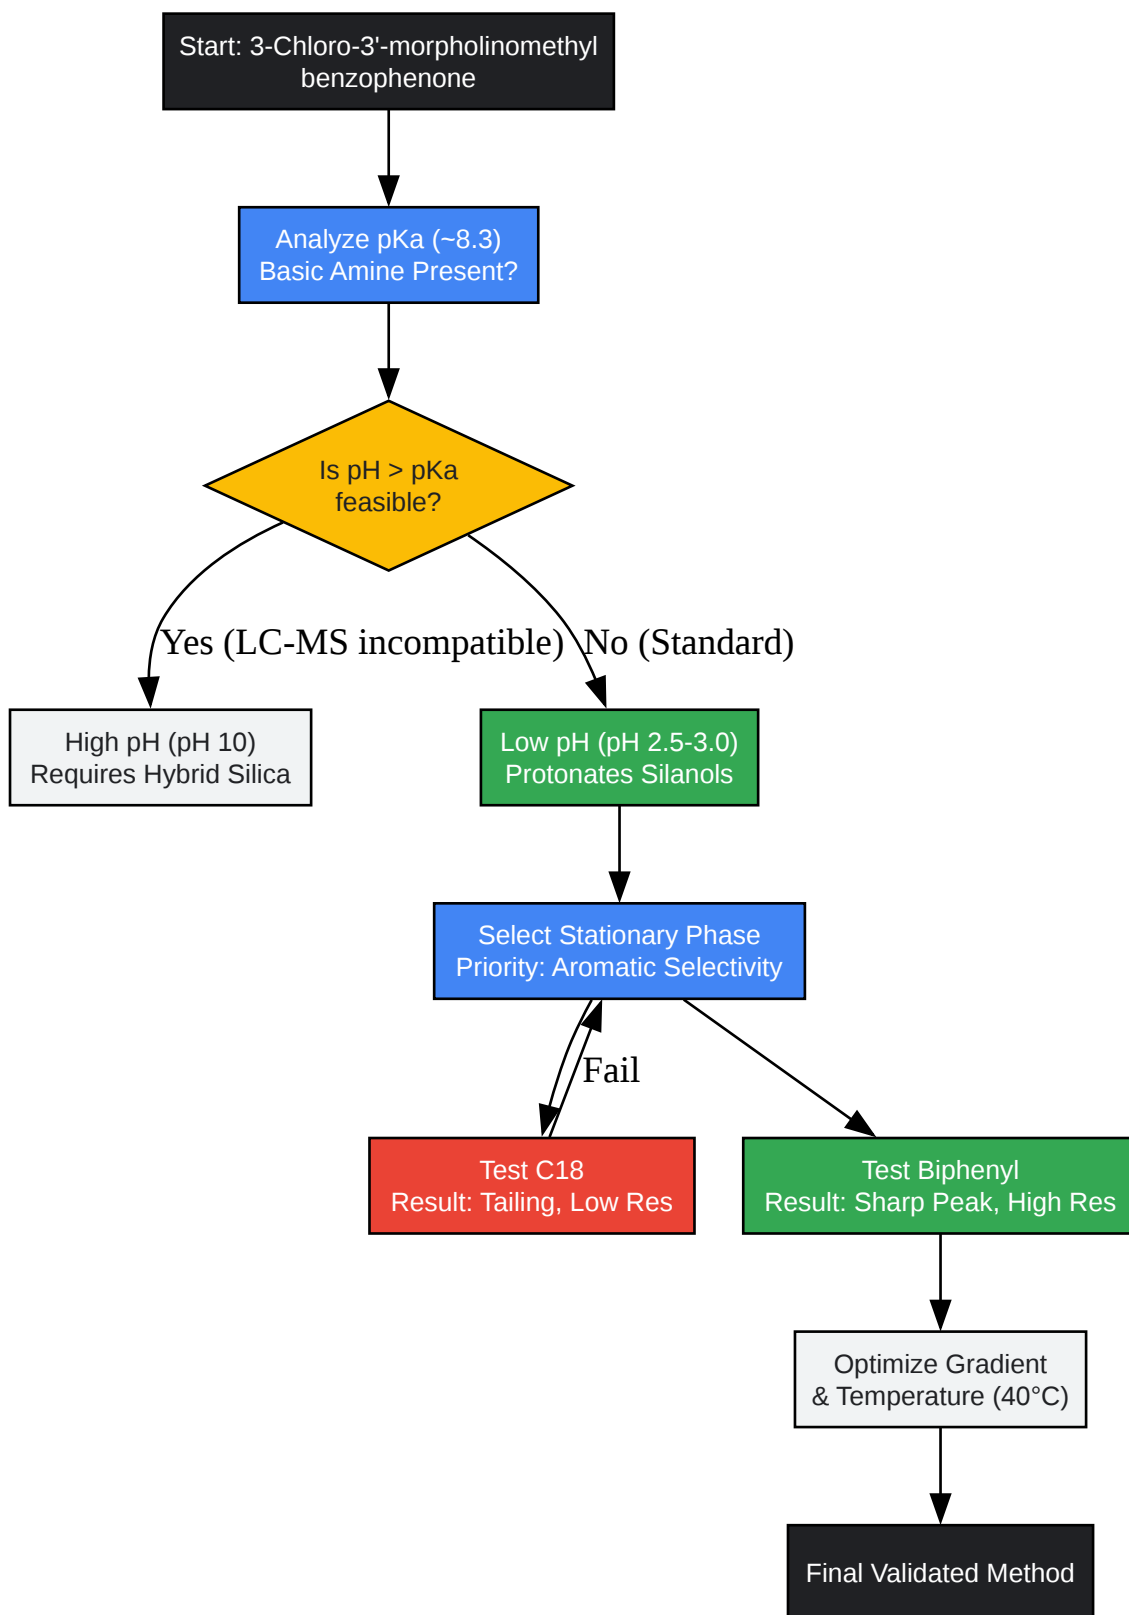 Start: 3-Chloro-3'-morpholinomethyl
benzophenone
Analyze pKa (~8.3)
Basic Amine Present?
Is pH > pKa
feasible?
Yes (LC-MS incompatible)
No (Standard)
High pH (pH 10)
Requires Hybrid Silica
Low pH (pH 2.5-3.0)
Protonates Silanols
Select Stationary Phase
Priority: Aromatic Selectivity
Fail
Test C18
Result: Tailing, Low Res
Test Biphenyl
Result: Sharp Peak, High Res
Optimize Gradient
& Temperature (40°C)
Final Validated Method